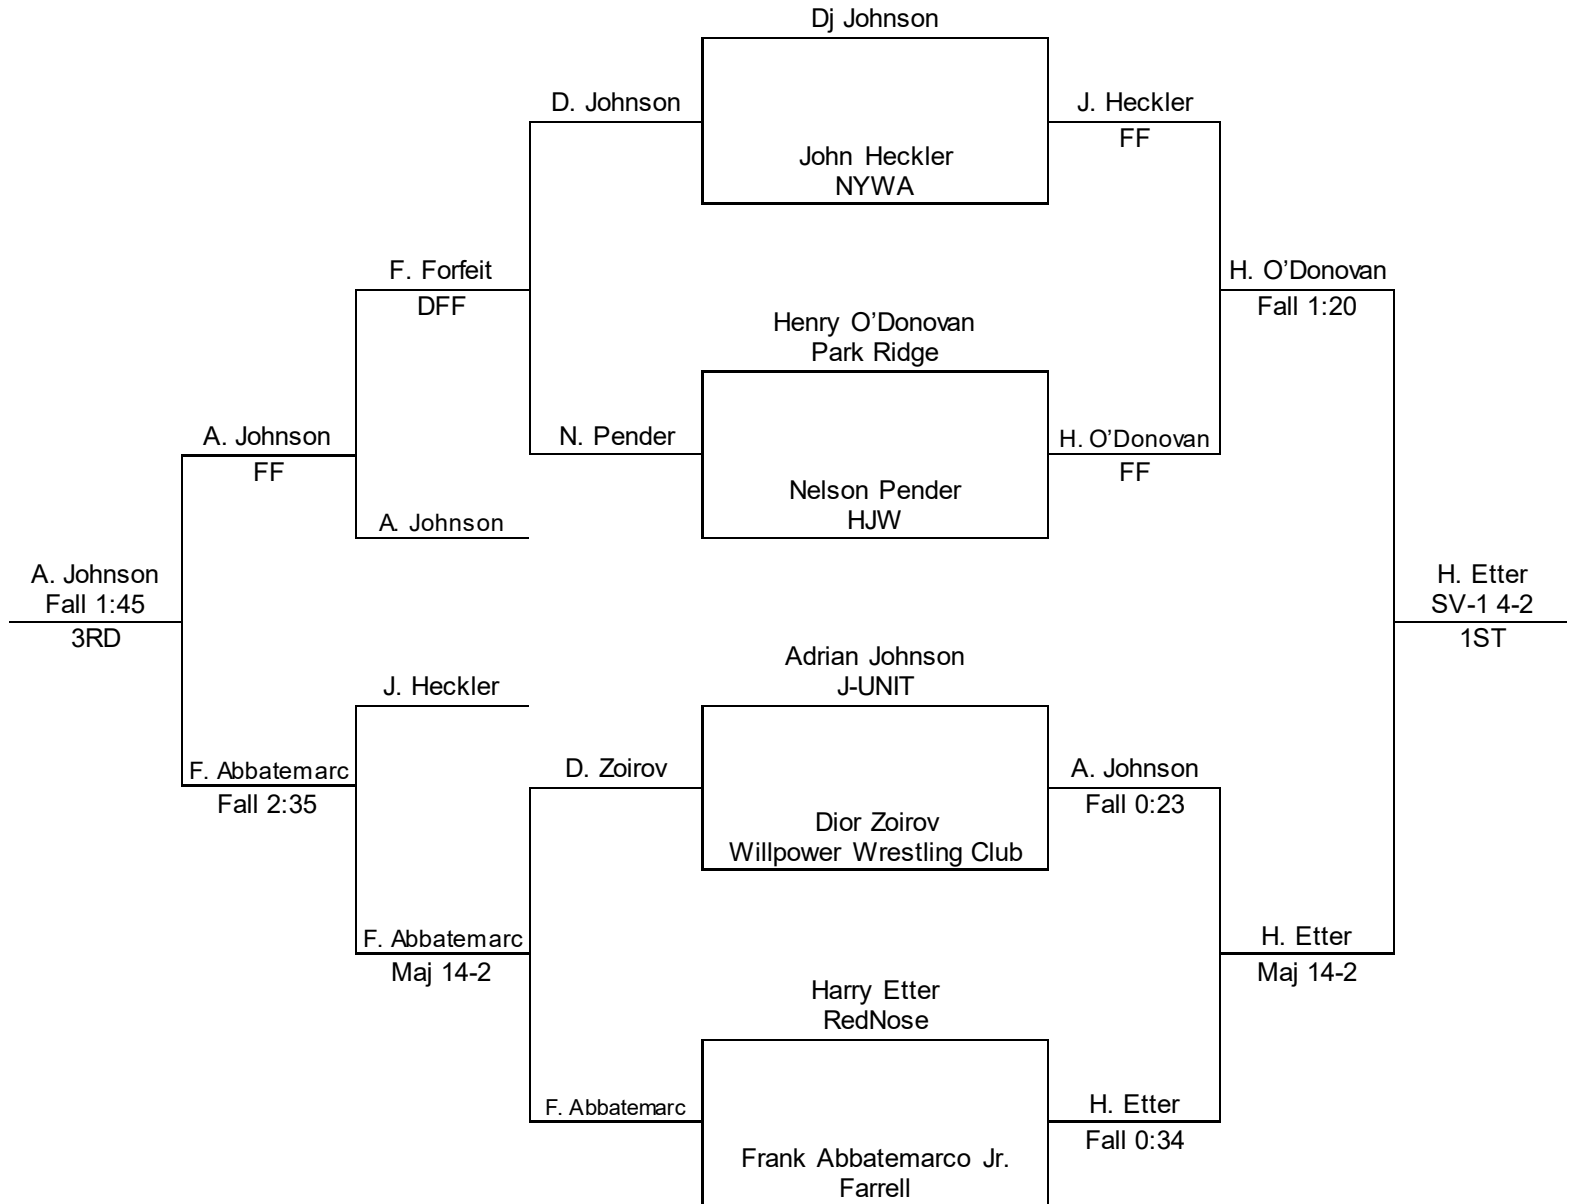 Dj Johnson
D. Johnson
J. Heckler
FF
John Heckler
NYWA
F. Forfeit
DFF
H. O’Donovan
Fall 1:20
Henry O’Donovan
Park Ridge
A. Johnson
FF
N. Pender
H. O’Donovan
FF
Nelson Pender
HJW
A. Johnson
A. Johnson
Fall 1:45
3RD
H. Etter
SV-1 4-2
1ST
Adrian Johnson
J-UNIT
J. Heckler
F. Abbatemarc
Fall 2:35
D. Zoirov
A. Johnson
Fall 0:23
Dior Zoirov
Willpower Wrestling Club
F. Abbatemarc
Maj 14-2
H. Etter
Maj 14-2
Harry Etter
RedNose
F. Abbatemarc
H. Etter
Fall 0:34
Frank Abbatemarco Jr.
Farrell